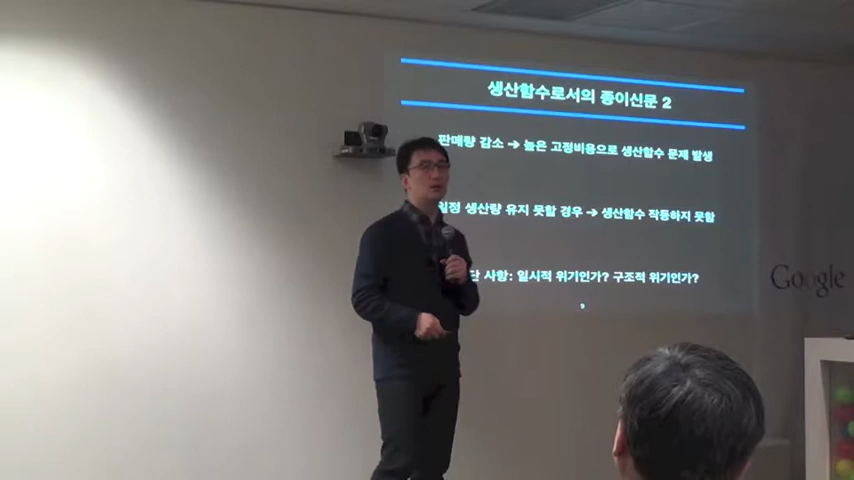 생산함수로서의 종이신문 2
판매량 감소 → 높은 고정비용으로 생산함수 문제 발생
일정 생산량 유지 못할 경우 → 생산함수 작동하지 못함
사항: 일시적 위기인가? 구조적 위기인가?
9
Google